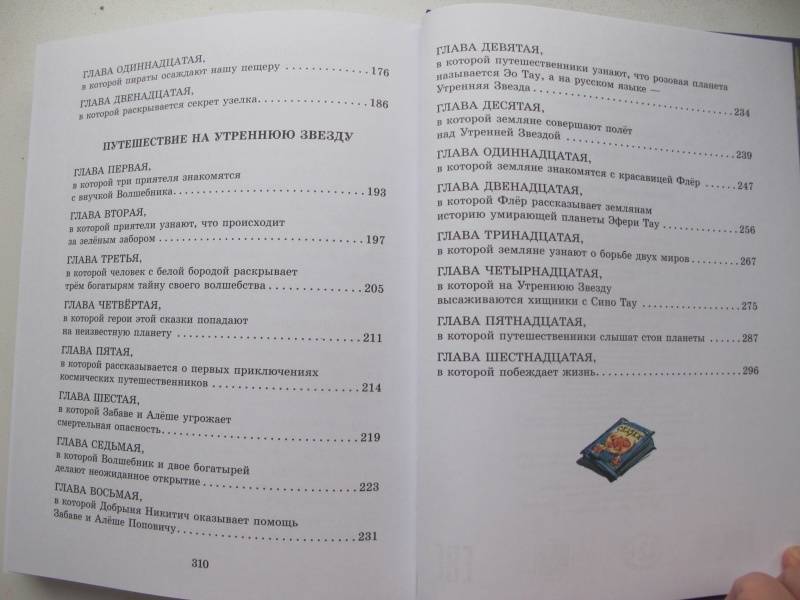 ГЛАВА ОДИННАДЦАТАЯ,
в которой пираты осаждают нашу пещеру . . . . . . . . . . . . 176
ГЛАВА ДВЕНАДЦАТАЯ,
в которой раскрывается секрет узелка. . . . . . . . . . . . . . . 186
ПУТЕШЕСТВИЕ НА УТРЕННЮЮ ЗВЕЗДУ
ГЛАВА ПЕРВАЯ,
в которой три приятеля знакомятся
с внучкой Волшебника. . . . . . . . . . . . . . . . . . . . . . . . . . 193
ГЛАВА ВТОРАЯ,
в которой приятели узнают, что происходит
за зелёным забором . . . . . . . . . . . . . . . . . . . . . . . . . . . . 197
ГЛАВА ТРЕТЬЯ,
в которой человек с белой бородой раскрывает
трём богатырям тайну своего волшебства . . . . . . . . . . . . . 205
ГЛАВА ЧЕТВЁРТАЯ,
в которой герои этой сказки попадают
на неизвестную планету . . . . . . . . . . . . . . . . . . . . . . . . . 211
ГЛАВА ПЯТАЯ,
в которой рассказывается о первых приключениях
космических путешественников . . . . . . . . . . . . . . . . . . . . 214
ГЛАВА ШЕСТАЯ,
в которой Забаве и Алёше угрожает
смертельная опасность. . . . . . . . . . . . . . . . . . . . . . . . . . 219
ГЛАВА СЕДЬМАЯ,
в которой Волшебник и двое богатырей
делают неожиданное открытие . . . . . . . . . . . . . . . . . . . . . 223
ГЛАВА ВОСЬМАЯ,
в которой Добрыня Никитич оказывает помощь
Забаве и Алёше Поповичу. . . . . . . . . . . . . . . . . . . . . . . . 231
310
ГЛАВА ДЕВЯТАЯ,
в которой путешественники узнают, что розовая планета
называется Эо Тау, а на русском языке —
Утренняя Звезда . . . . . . . . . . . . . . . . . . . . . . . . . . . . . . 234
ГЛАВА ДЕСЯТАЯ,
в которой земляне совершают полёт
над Утренней Звездой . . . . . . . . . . . . . . . . . . . . . . . . . . 239
ГЛАВА ОДИННАДЦАТАЯ,
в которой земляне знакомятся с красавицей Флёр . . . . . . 247
ГЛАВА ДВЕНАДЦАТАЯ,
в которой Флёр рассказывает землянам
историю умирающей планеты Эфери Тау . . . . . . . . . . . . . 256
ГЛАВА ТРИНАДЦАТАЯ,
в которой земляне узнают о борьбе двух миров . . . . . . . . . 267
ГЛАВА ЧЕТЫРНАДЦАТАЯ,
в которой на Утреннюю Звезду
высаживаются хищники с Сино Тау . . . . . . . . . . . . . . . . . 275
ГЛАВА ПЯТНАДЦАТАЯ,
в которой путешественники слышат стон планеты . . . . . . 287
ГЛАВА ШЕСТНАДЦАТАЯ,
в которой побеждает жизнь. . . . . . . . . . . . . . . . . . . . . . . 296